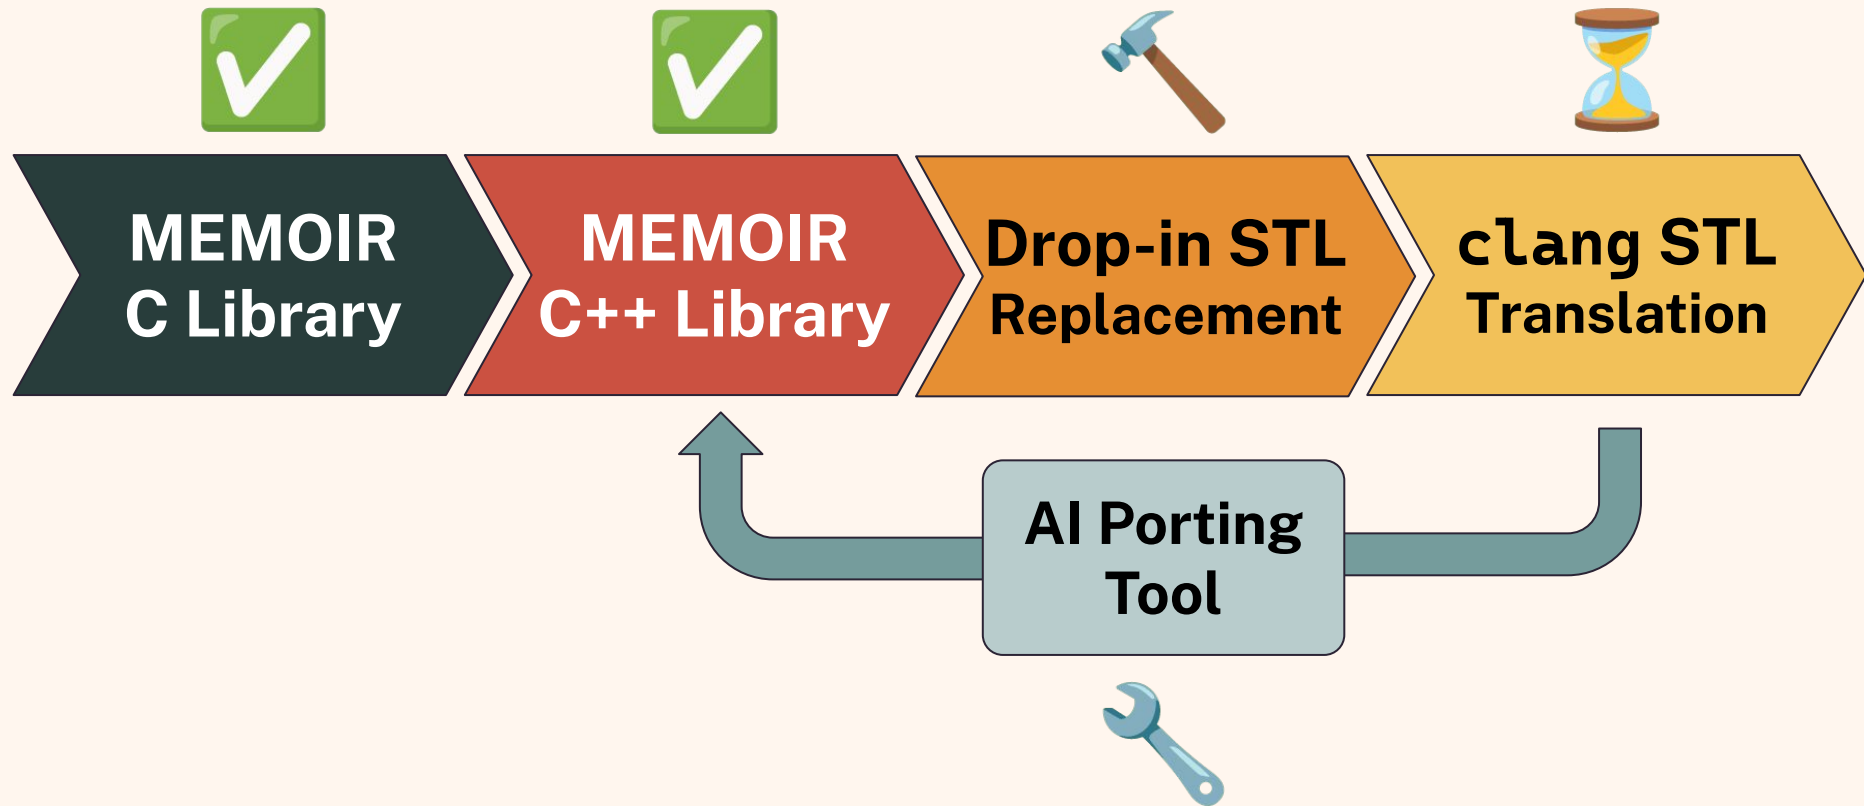 MEMOIR
C Library
MEMOIR
C++ Library
Drop-in STL
Replacement
clang STL
Translation
AI Porting
Tool